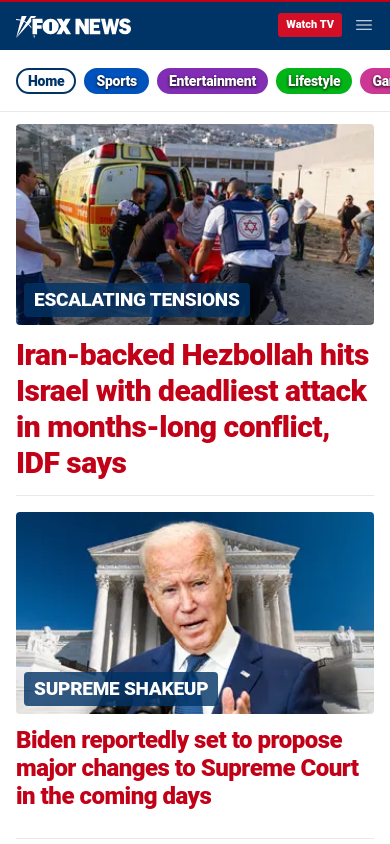 FOX NEWS
Watch TV
Home
Sports
Entertainment
Lifestyle
ESCALATING TENSIONS
Iran-backed Hezbollah hits
Israel with deadliest attack
in months-long conflict,
IDF says
SUPREME SHAKEUP
Biden reportedly set to propose
major changes to Supreme Court
in the coming days